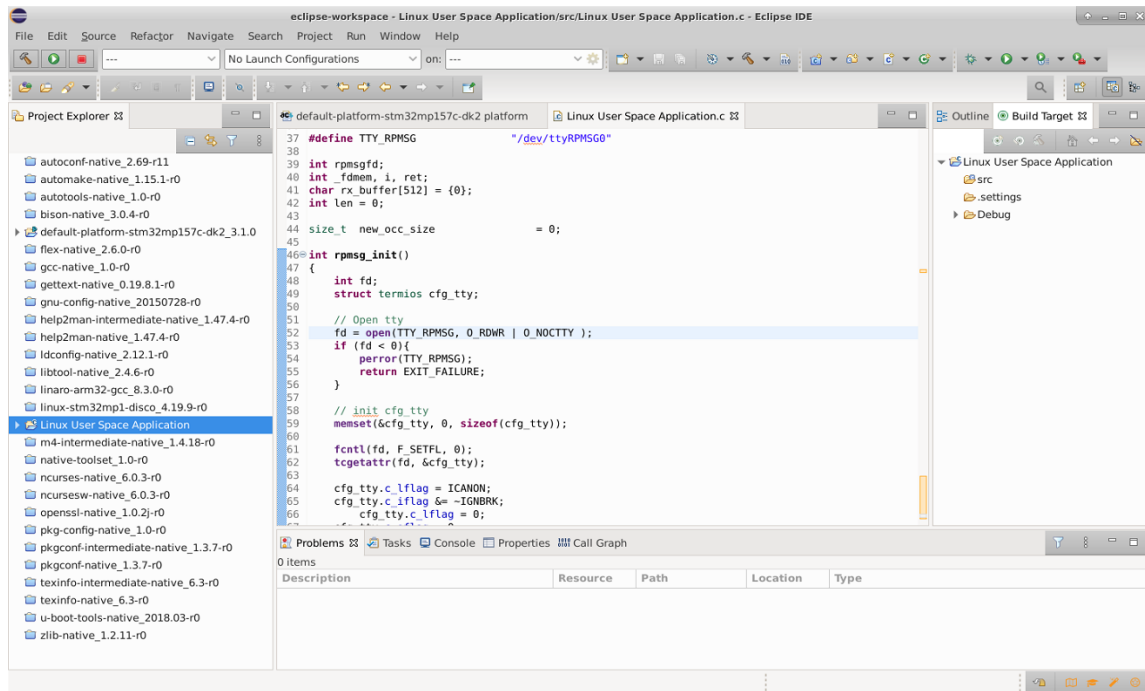 eclipse-workspace - Linux User Space Application/src/Linux User Space Application.c - Eclipse IDE
File Edit Source Refactor Navigate Search Project Run Window Help
--- No Launch Configurations on: ---
Project Explorer
autoconf-native_2.69-r11
automake-native_1.15.1-r0
autotools-native_1.0-r0
bison-native_3.0.4-r0
default-platform-stm32mp157c-dk2_3.1.0
flex-native_2.6.0-r0
gcc-native_1.0-r0
gettext-native_0.19.8.1-r0
gnu-config-native_20150728-r0
help2man-intermediate-native_1.47.4-r0
help2man-native_1.47.4-r0
ldconfig-native_2.12.1-r0
libtool-native_2.4.6-r0
linaro-arm32-gcc_8.3.0-r0
linux-stm32mp1-disco_4.19.9-r0
Linux User Space Application
m4-intermediate-native_1.4.18-r0
native-toolset_1.0-r0
ncurses-native_6.0.3-r0
ncursesw-native_6.0.3-r0
openssl-native_1.0.2j-r0
pkg-config-native_1.0-r0
pkgconf-intermediate-native_1.3.7-r0
pkgconf-native_1.3.7-r0
texinfo-intermediate-native_6.3-r0
texinfo-native_6.3-r0
u-boot-tools-native_2018.03-r0
zlib-native_1.2.11-r0
default-platform-stm32mp157c-dk2 platform Linux User Space Application.c
37 #define TTY_RPMSG "/dev/ttyRPMSG0"
38
39 int rpmsgfd;
40 int _fdmem, i, ret;
41 char rx_buffer[512] = {0};
42 int len = 0;
43
44 size_t new_occ_size = 0;
45
46 int rpmsg_init()
47 {
48 int fd;
49 struct termios cfg_tty;
50
51 // Open tty
52 fd = open(TTY_RPMSG, O_RDWR | O_NOCTTY );
53 if (fd < 0){
54 perror(TTY_RPMSG);
55 return EXIT_FAILURE;
56 }
57
58 // init cfg_tty
59 memset(&cfg_tty, 0, sizeof(cfg_tty));
60
61 fcntl(fd, F_SETFL, 0);
62 tcgetattr(fd, &cfg_tty);
63
64 cfg_tty.c_lflag = ICANON;
65 cfg_tty.c_iflag &= ~IGNBRK;
66 cfg_tty.c_lflag = 0;
Outline Build Target
Linux User Space Application
src
.settings
Debug
Problems Tasks Console Properties Call Graph
0 items
Description Resource Path Location Type